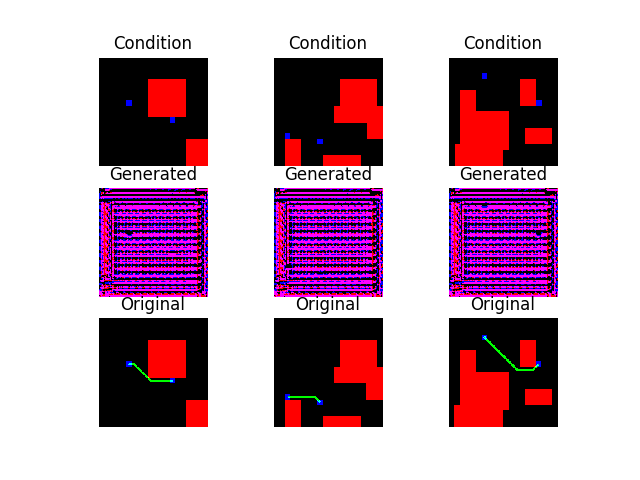 Condition Condition Condition
Generated Generated Generated
Original Original Original